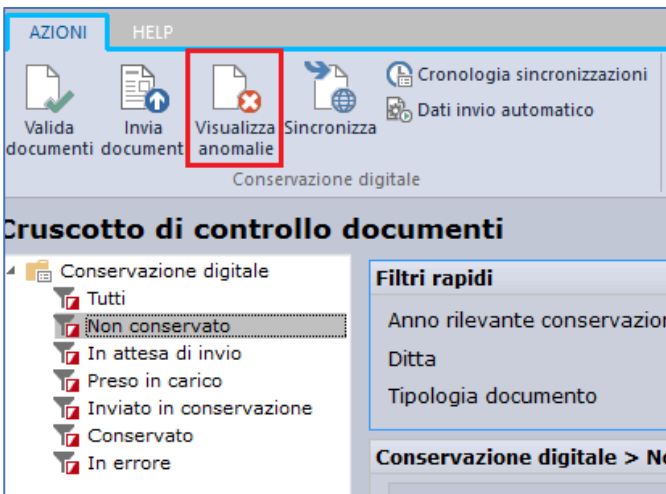 AZIONI HELP
Valida documenti
Invia document
Visualizza anomalie
Sincronizza
Cronologia sincronizzazioni
Dati invio automatico
Conservazione digitale
Cruscotto di controllo documenti
Conservazione digitale
Tutti
Non conservato
In attesa di invio
Preso in carico
Inviato in conservazione
Conservato
In errore
Filtri rapidi
Anno rilevante conservazion
Ditta
Tipologia documento
Conservazione digitale > No